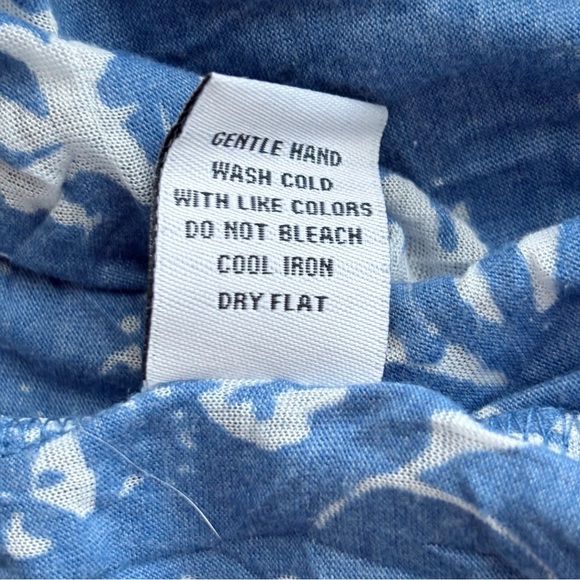 GENTLE HAND
WASH COLD
WITH LIKE COLORS
DO NOT BLEACH
COOL IRON
DRY FLAT